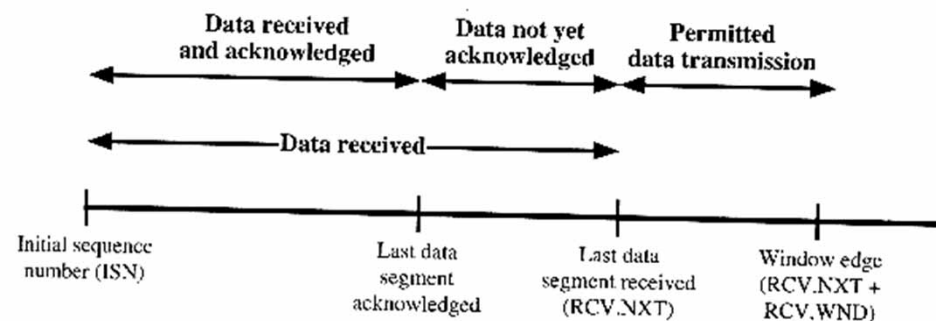 Data received
and acknowledged
Data not yet
acknowledged
Permitted
data transmission
Data received
Initial sequence
number (ISN)
Last data
segment
acknowledged
Last data
segment received
(RCV.NXT)
Window edge
(RCV.NXT +
RCV.WND)